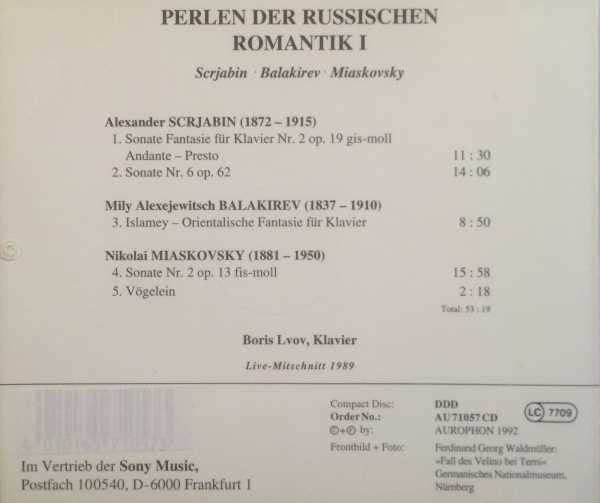 PERLEN DER RUSSISCHEN
ROMANTIK I
Scrjabin · Balakirev · Miaskovsky
Alexander SCRJABIN (1872 – 1915)
1. Sonate Fantasie für Klavier Nr. 2 op. 19 gis-moll
Andante – Presto 11 : 30
2. Sonate Nr. 6 op. 62 14 : 06
Mily Alexejewitsch BALAKIREV (1837 – 1910)
3. Islamey – Orientalische Fantasie für Klavier 8 : 50
Nikolai MIASKOVSKY (1881 – 1950)
4. Sonate Nr. 2 op. 13 fis-moll 15 : 58
5. Vögelein 2 : 18
Total: 53 : 19
Boris Lvov, Klavier
Live-Mitschnitt 1989
Compact Disc: DDD
Order No.: AU 71057 CD
LC 7709
©+℗ by: AUROPHON 1992
Frontbild + Foto: Ferdinand Georg Waldmüller:
»Fall des Velino bei Terni«
Germanisches Nationalmuseum,
Nürnberg
Im Vertrieb der Sony Music,
Postfach 100540, D-6000 Frankfurt 1